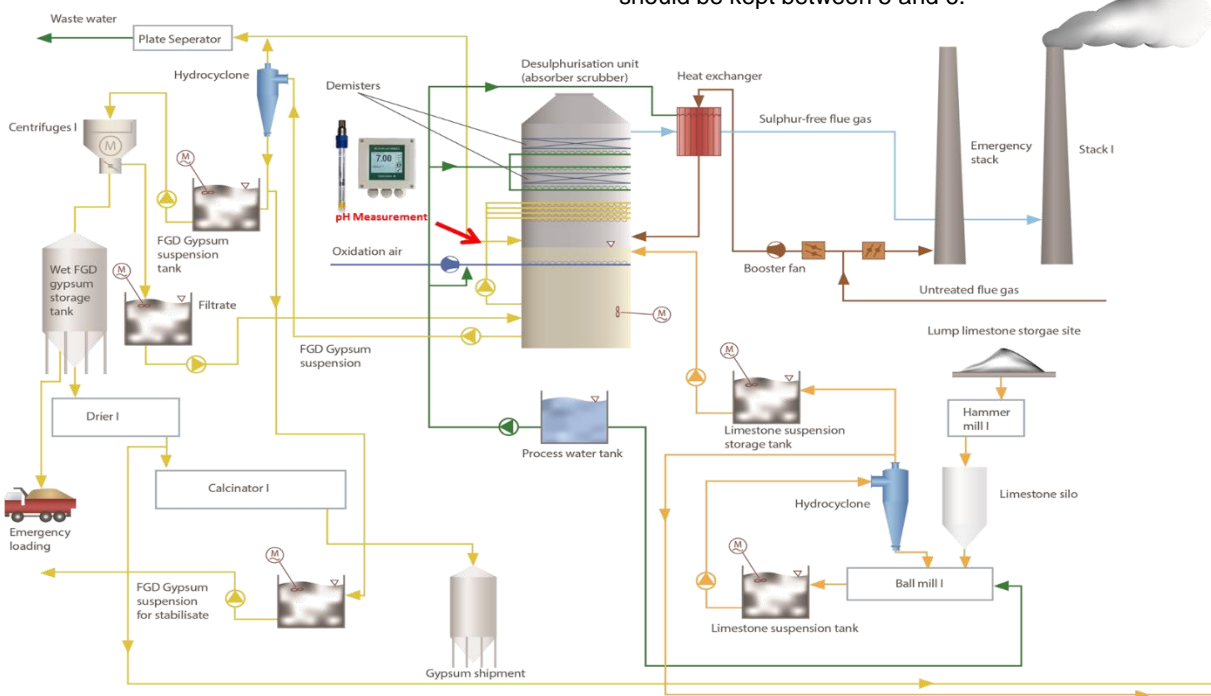 should be kept between 5 and 6.
Waste water
Plate Seperator
Hydrocyclone
Desulphurisation unit
(absorber scrubber)
Heat exchanger
Demisters
Centrifuges I
M
M
7.00
Sulphur-free flue gas
Emergency
stack
Stack I
pH Measurement
FGD Gypsum
suspension
tank
Oxidation air
Booster fan
Wet FGD
gypsum
storage
tank
M
Filtrate
Untreated flue gas
M
Lump limestone storgae site
FGD Gypsum
suspension
M
Drier I
Limestone suspension
storage tank
Hammer
mill I
Process water tank
Calcinator I
Hydrocyclone
Limestone silo
Emergency
loading
M
M
FGD Gypsum
suspension
for stabilisate
Ball mill I
Limestone suspension tank
Gypsum shipment